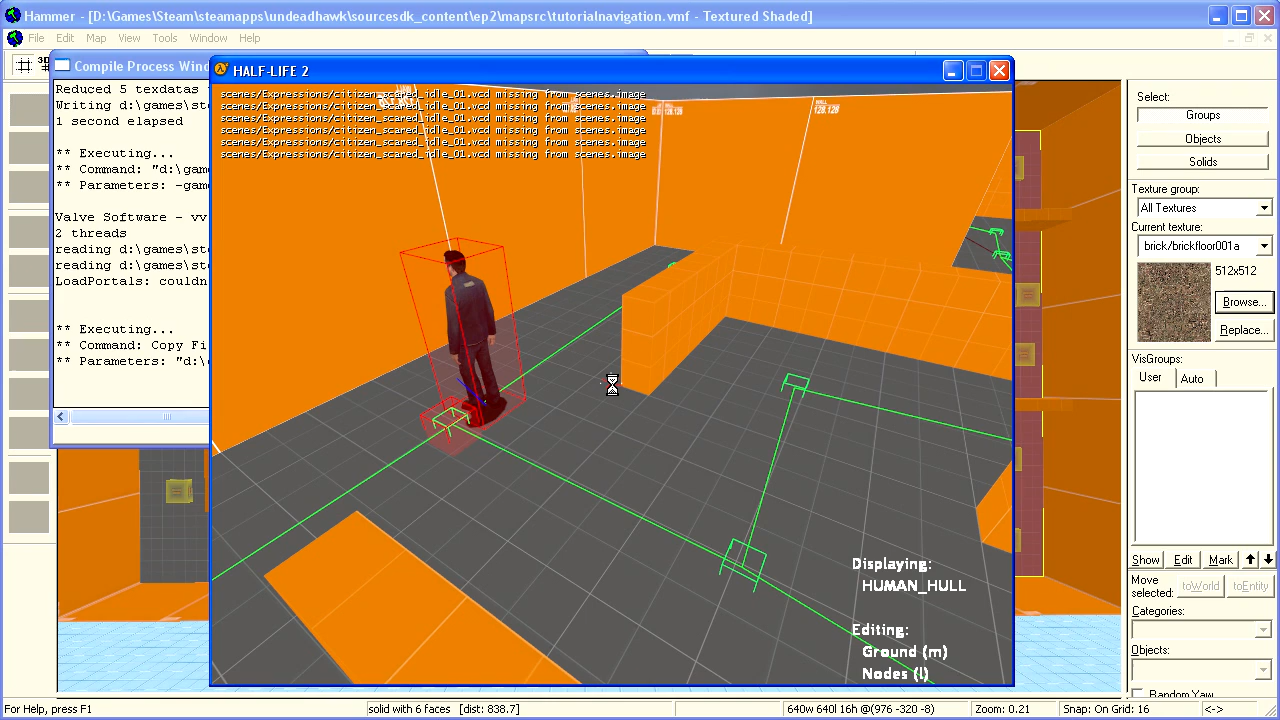 Hammer - [D:\Games\Steam\steamapps\undeadhawk\sourcesdk_content\ep2\mapsrc\tutorialnavigation.vmf - Textured Shaded]
File Edit Map View Tools Window Help
Compile Process Wind
HALF-LIFE 2
Reduced 5 texdatas
Writing d:\games\st
1 second elapsed
** Executing...
** Command: "d:\gam
** Parameters: -gam
Valve Software - vv
2 threads
reading d:\games\st
reading d:\games\st
LoadPortals: couldn
** Executing...
** Command: Copy Fi
** Parameters: "d:\
scenes/Expressions/citizen_scared_idle_01.vcd missing from scenes.image
scenes/Expressions/citizen_scared_idle_01.vcd missing from scenes.image
scenes/Expressions/citizen_scared_idle_01.vcd missing from scenes.image
scenes/Expressions/citizen_scared_idle_01.vcd missing from scenes.image
scenes/Expressions/citizen_scared_idle_01.vcd missing from scenes.image
scenes/Expressions/citizen_scared_idle_01.vcd missing from scenes.image
Displaying:
HUMAN_HULL
Editing:
Ground (m)
Nodes (l)
Select:
Groups
Objects
Solids
Texture group:
All Textures
Current texture:
brick/brickfloor001a
512x512
Browse...
Replace...
VisGroups:
User Auto
Show Edit Mark
Move selected:
toWorld toEntity
Categories:
Objects:
Random Yaw
For Help, press F1
solid with 6 faces [dist: 838.7]
640w 640l 16h @(976 -320 -8)
Zoom: 0.21
Snap: On Grid: 16
<->